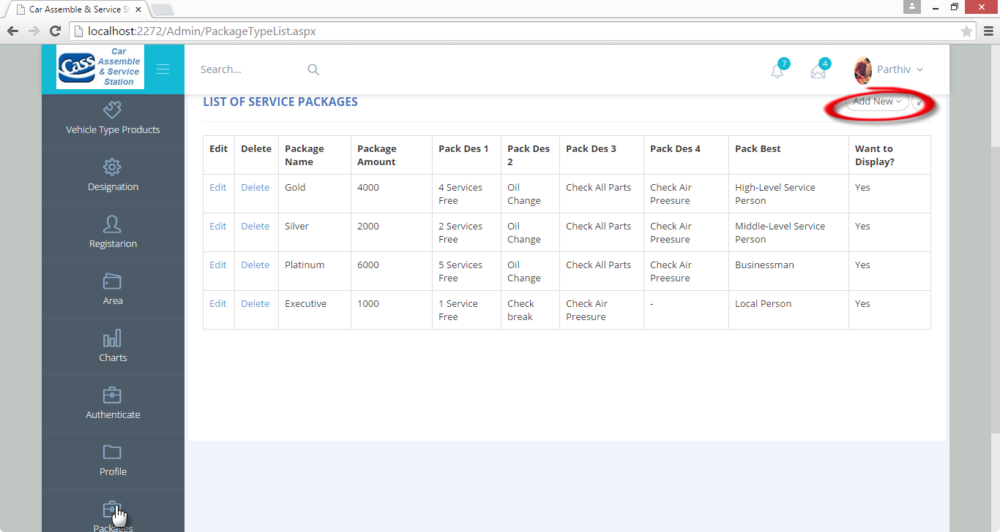 Car Assemble & Service St
localhost:2272/Admin/PackageTypeList.aspx
Cass
Car
Assemble
& Service
Station
Search...
7
4
Parthiv
LIST OF SERVICE PACKAGES
Add New
Vehicle Type Products
Designation
Registarion
Area
Charts
Authenticate
Profile
Packages
Edit Delete Package Name Package Amount Pack Des 1 Pack Des 2 Pack Des 3 Pack Des 4 Pack Best Want to Display?
Edit Delete Gold 4000 4 Services Free Oil Change Check All Parts Check Air Preesure High-Level Service Person Yes
Edit Delete Silver 2000 2 Services Free Oil Change Check All Parts Check Air Preesure Middle-Level Service Person Yes
Edit Delete Platinum 6000 5 Services Free Oil Change Check All Parts Check Air Preesure Businessman Yes
Edit Delete Executive 1000 1 Service Free Check break Check Air Preesure - Local Person Yes